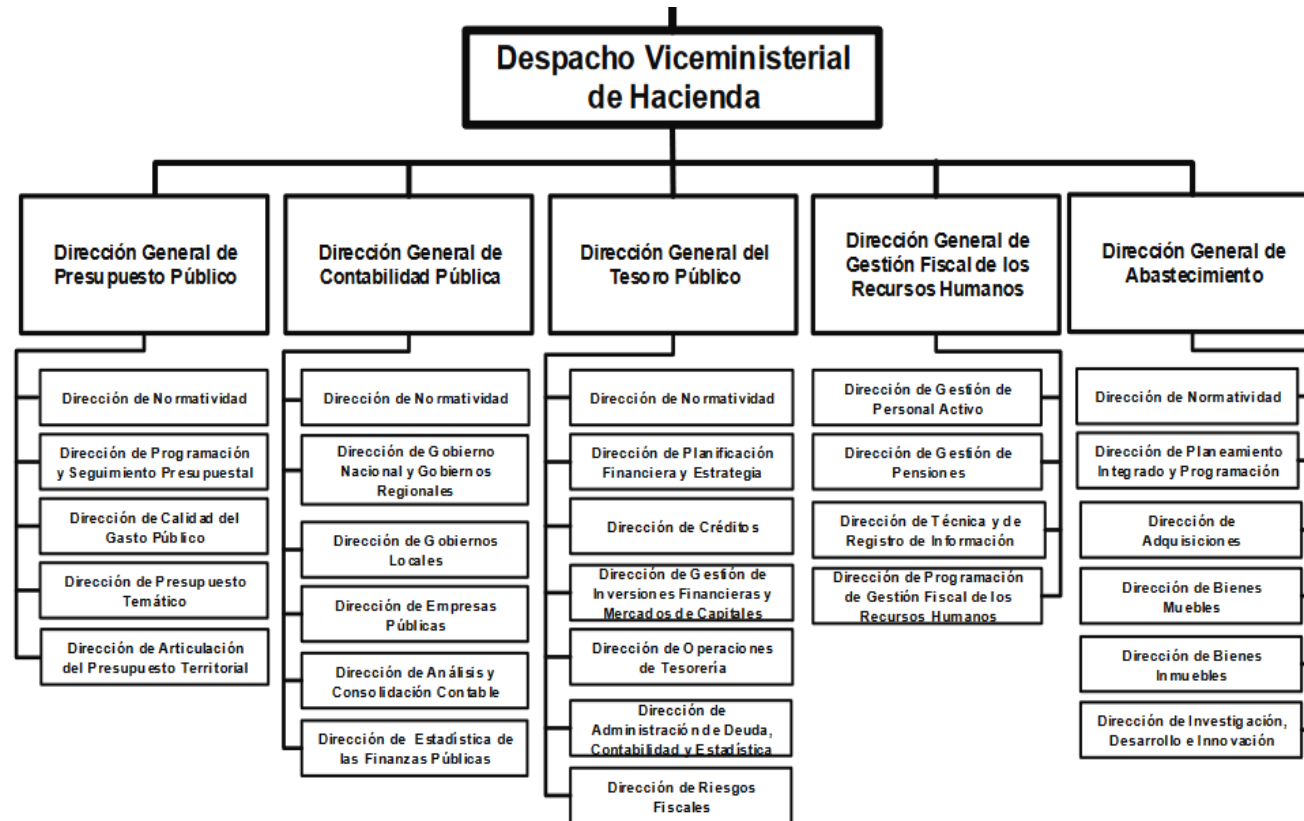 Despacho Viceministerial
de Hacienda
Dirección General de
Presupuesto Público
Dirección de Normatividad
Dirección de Programación
y Seguimiento Presupuestal
Dirección de Calidad del
Gasto Público
Dirección de Presupuesto
Temático
Dirección de Articulación
del Presupuesto Territorial
Dirección General de
Contabilidad Pública
Dirección de Normatividad
Dirección de Gobierno
Nacional y Gobiernos
Regionales
Dirección de Gobiernos
Locales
Dirección de Empresas
Públicas
Dirección de Análisis y
Consolidación Contable
Dirección de Estadística de
las Finanzas Públicas
Dirección General del
Tesoro Público
Dirección de Normatividad
Dirección de Planificación
Financiera y Estrategia
Dirección de Créditos
Dirección de Gestión de
Inversiones Financieras y
Mercados de Capitales
Dirección de Operaciones
de Tesorería
Dirección de
Administración de Deuda,
Contabilidad y Estadística
Dirección de Riesgos
Fiscales
Dirección General de
Gestión Fiscal de los
Recursos Humanos
Dirección de Gestión de
Personal Activo
Dirección de Gestión de
Pensiones
Dirección de Técnica y de
Registro de Información
Dirección de Programación
de Gestión Fiscal de los
Recursos Humanos
Dirección General de
Abastecimiento
Dirección de Normatividad
Dirección de Planeamiento
Integrado y Programación
Dirección de
Adquisiciones
Dirección de Bienes
Muebles
Dirección de Bienes
Inmuebles
Dirección de Investigación,
Desarrollo e Innovación